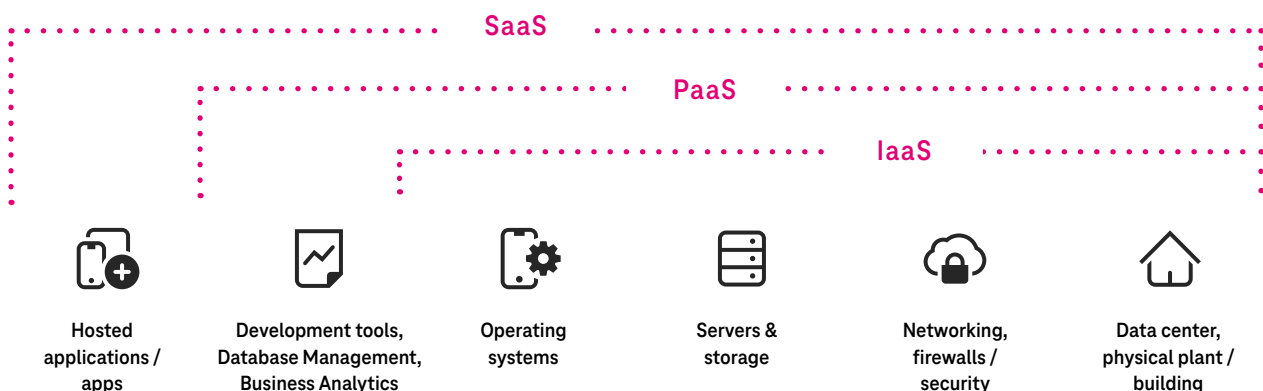 SaaS
PaaS
IaaS
Hosted
applications /
apps
Development tools,
Database Management,
Business Analytics
Operating
systems
Servers &
storage
Networking,
firewalls /
security
Data center,
physical plant /
building